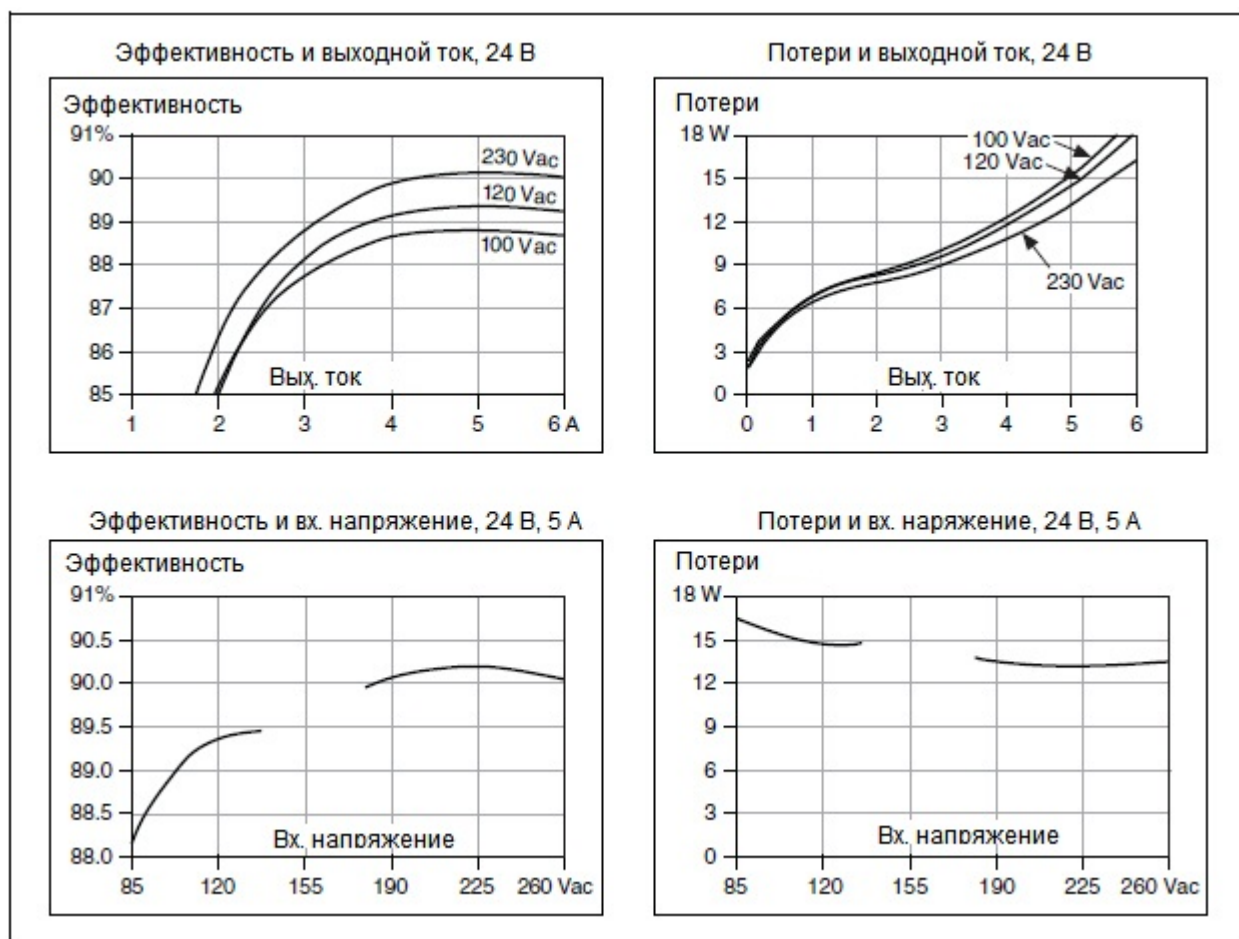 Эффективность и выходной ток, 24 В
Эффективность
91%
90
89
88
87
86
85
230 Vac
120 Vac
100 Vac
Вых. ток
1 2 3 4 5 6 A
Потери и выходной ток, 24 В
Потери
18 W
15
12
9
6
3
0
100 Vac
120 Vac
230 Vac
Вых. ток
0 1 2 3 4 5 6
Эффективность и вх. напряжение, 24 В, 5 А
Эффективность
91%
90.5
90.0
89.5
89.0
88.5
88.0
Вх. напряжение
85 120 155 190 225 260 Vac
Потери и вх. наряжение, 24 В, 5 А
Потери
18 W
15
12
9
6
3
0
Вх. напряжение
85 120 155 190 225 260 Vac